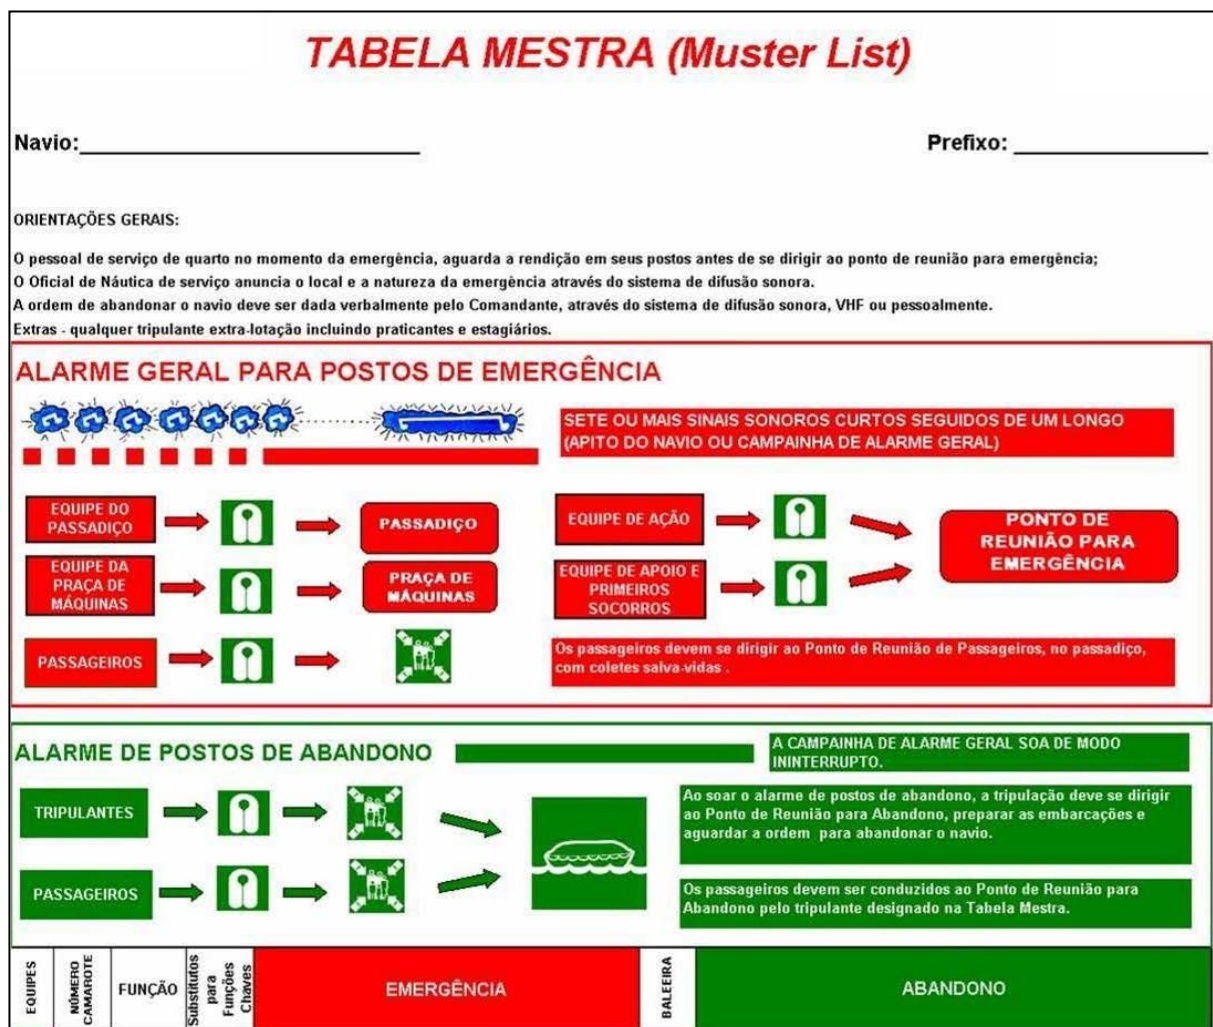 TABELA MESTRA (Muster List)
Navio:
Prefixo:
ORIENTAÇÕES GERAIS:
O pessoal de serviço de quarto no momento da emergência, aguarda a rendição em seus postos antes de se dirigir ao ponto de reunião para emergência;
O Oficial de Náutica de serviço anuncia o local e a natureza da emergência através do sistema de difusão sonora.
A ordem de abandonar o navio deve ser dada verbalmente pelo Comandante, através do sistema de difusão sonora, VHF ou pessoalmente.
Extras - qualquer tripulante extra-lotação incluindo praticantes e estagiários.
ALARME GERAL PARA POSTOS DE EMERGÊNCIA
SETE OU MAIS SINAIS SONOROS CURTOS SEGUIDOS DE UM LONGO
(APITO DO NAVIO OU CAMPAINHA DE ALARME GERAL)
EQUIPE DO
PASSADIÇO
PASSADIÇO
EQUIPE DA
PRAÇA DE
MÁQUINAS
PRAÇA DE
MÁQUINAS
PASSAGEIROS
EQUIPE DE AÇÃO
EQUIPE DE APOIO E
PRIMEIROS
SOCORROS
PONTO DE
REUNIÃO PARA
EMERGÊNCIA
Os passageiros devem se dirigir ao Ponto de Reunião de Passageiros, no passadiço,
com coletes salva-vidas .
ALARME DE POSTOS DE ABANDONO
A CAMPAINHA DE ALARME GERAL SOA DE MODO
ININTERRUPTO.
TRIPULANTES
PASSAGEIROS
Ao soar o alarme de postos de abandono, a tripulação deve se dirigir
ao Ponto de Reunião para Abandono, preparar as embarcações e
aguardar a ordem para abandonar o navio.
Os passageiros devem ser conduzidos ao Ponto de Reunião para
Abandono pelo tripulante designado na Tabela Mestra.
EQUIPES
NÚMERO
CAMAROTE
FUNÇÃO
Substitutos
para
Funções
Chaves
EMERGÊNCIA
BALEEIRA
ABANDONO